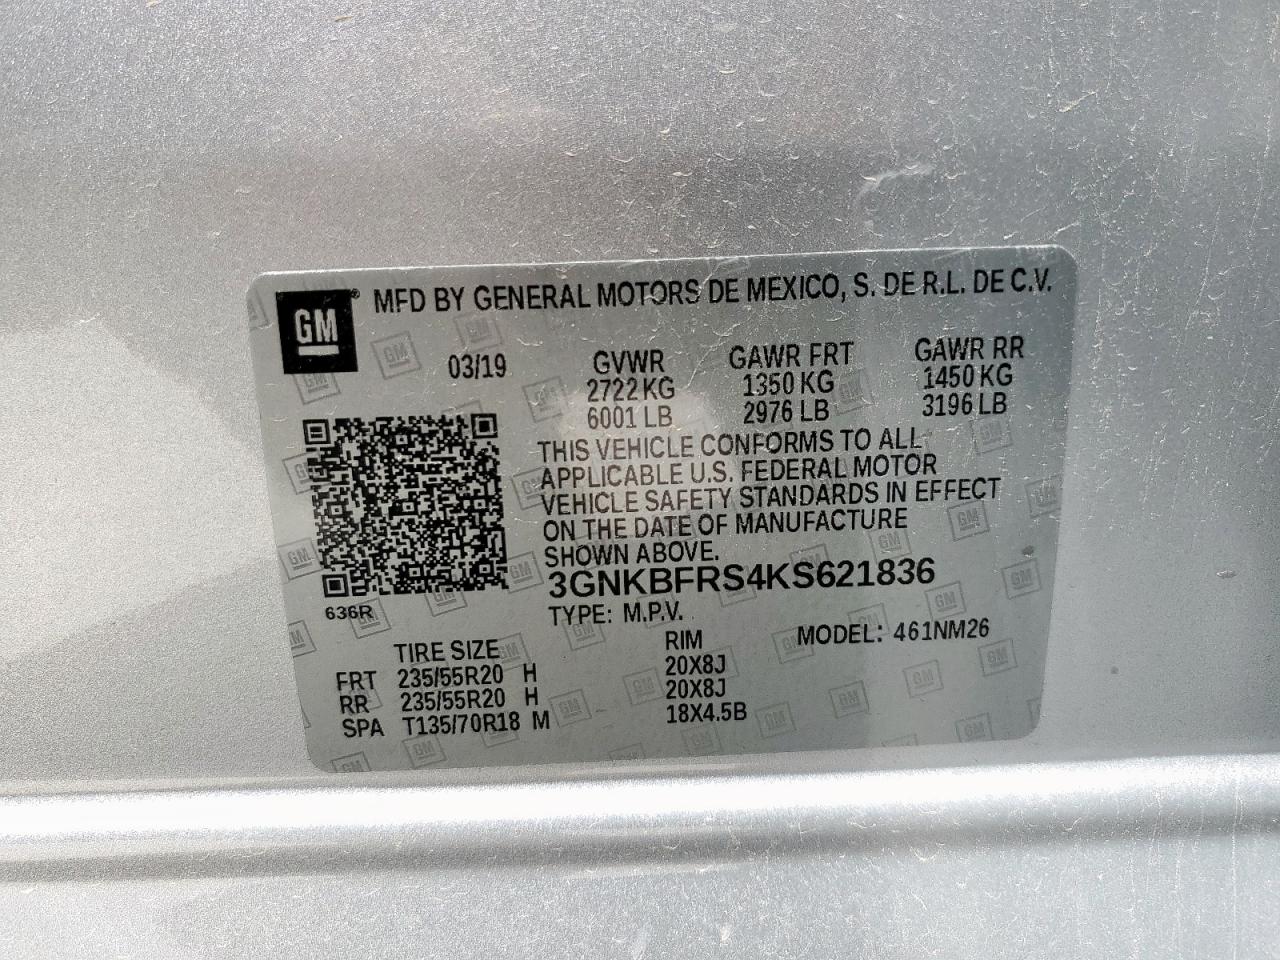 GM ® MFD BY GENERAL MOTORS DE MEXICO, S. DE R.L. DE C.V.
03/19 GVWR GAWR FRT GAWR RR
2722 KG 1350 KG 1450 KG
6001 LB 2976 LB 3196 LB
THIS VEHICLE CONFORMS TO ALL
APPLICABLE U.S. FEDERAL MOTOR
VEHICLE SAFETY STANDARDS IN EFFECT
ON THE DATE OF MANUFACTURE
SHOWN ABOVE.
3GNKBFRS4KS621836
636R TYPE: M.P.V. MODEL: 461NM26
TIRE SIZE RIM
FRT 235/55R20 H 20X8J
RR 235/55R20 H 20X8J
SPA T135/70R18 M 18X4.5B